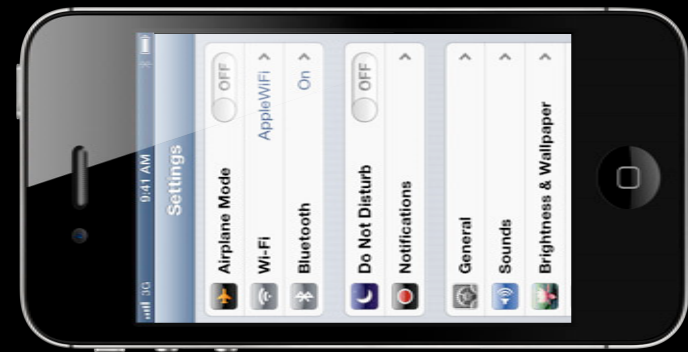 3G 9:41 AM
Settings
Airplane Mode OFF
Wi-Fi AppleWiFi
Bluetooth On
Do Not Disturb OFF
Notifications
General
Sounds
Brightness & Wallpaper